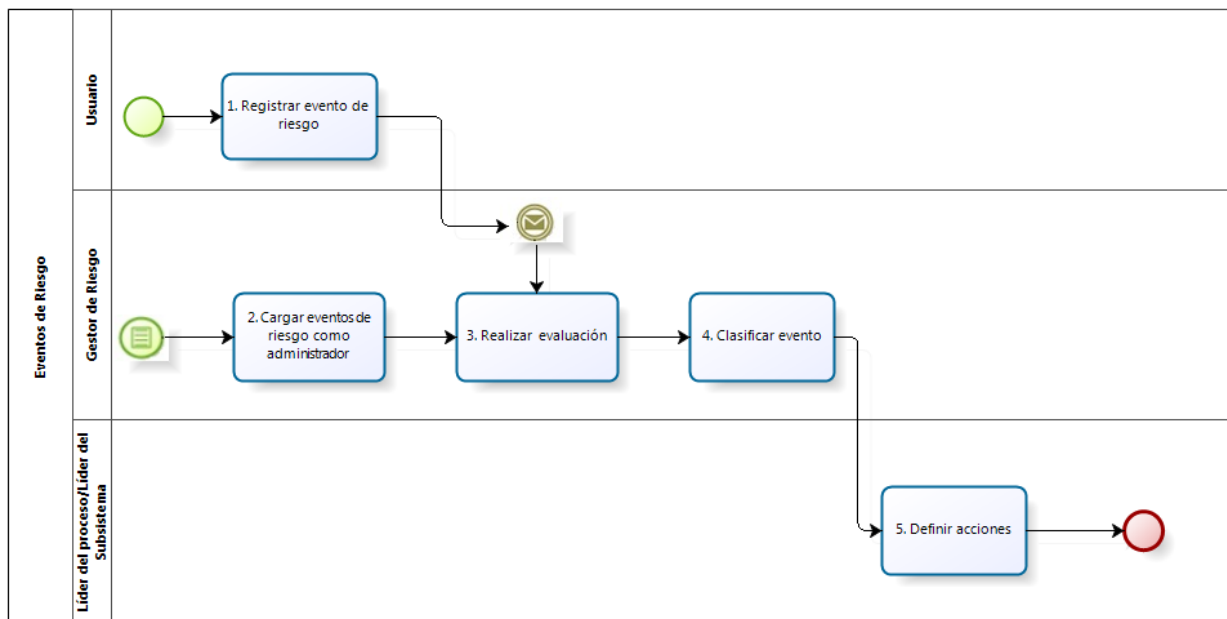 Eventos de Riesgo
Usuario
1. Registrar evento de
riesgo
Gestor de Riesgo
2. Cargar eventos de
riesgo como
administrador
3. Realizar evaluación
4. Clasificar evento
Líder del proceso/Líder del
Subsistema
5. Definir acciones